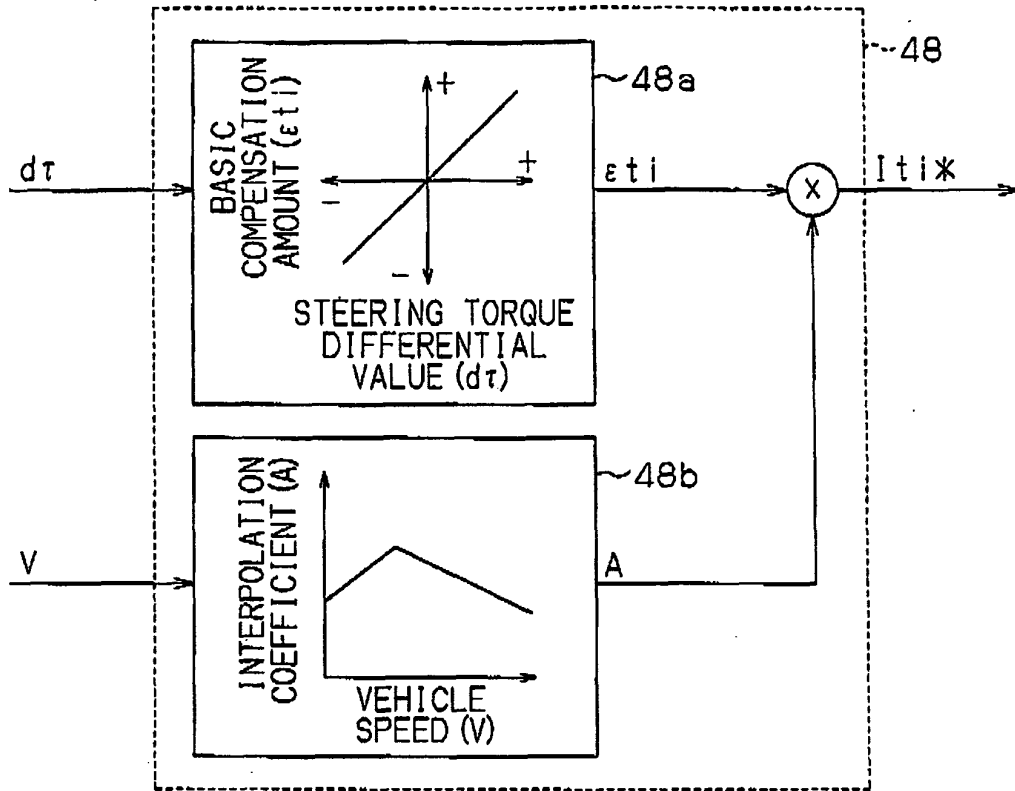 48
48a
BASIC
COMPENSATION
AMOUNT (εti)
+
+
-
-
STEERING TORQUE
DIFFERENTIAL
VALUE (dτ)
dτ
εti
X
Iti*
48b
INTERPOLATION
COEFFICIENT (A)
VEHICLE
SPEED (V)
V
A